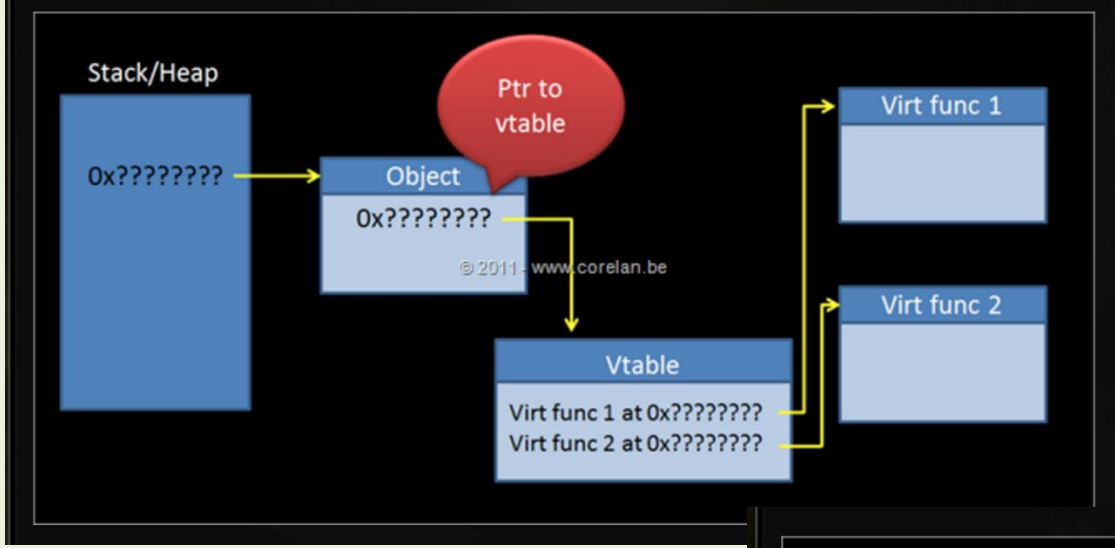 Stack/Heap
0x????????
Ptr to
vtable
Object
0x????????
© 2011 - www.corelan.be
Vtable
Virt func 1 at 0x????????
Virt func 2 at 0x????????
Virt func 1
Virt func 2